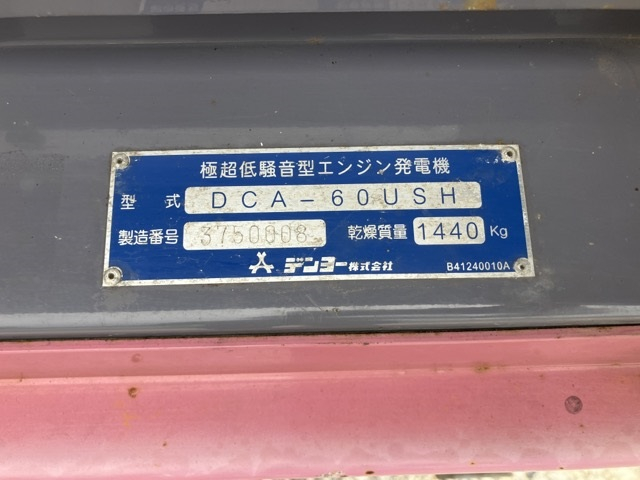 極超低騒音型エンジン発電機
型 式 DCA-60USH
製造番号 3750008 乾燥質量 1440 Kg
デンヨー株式会社 B41240010A